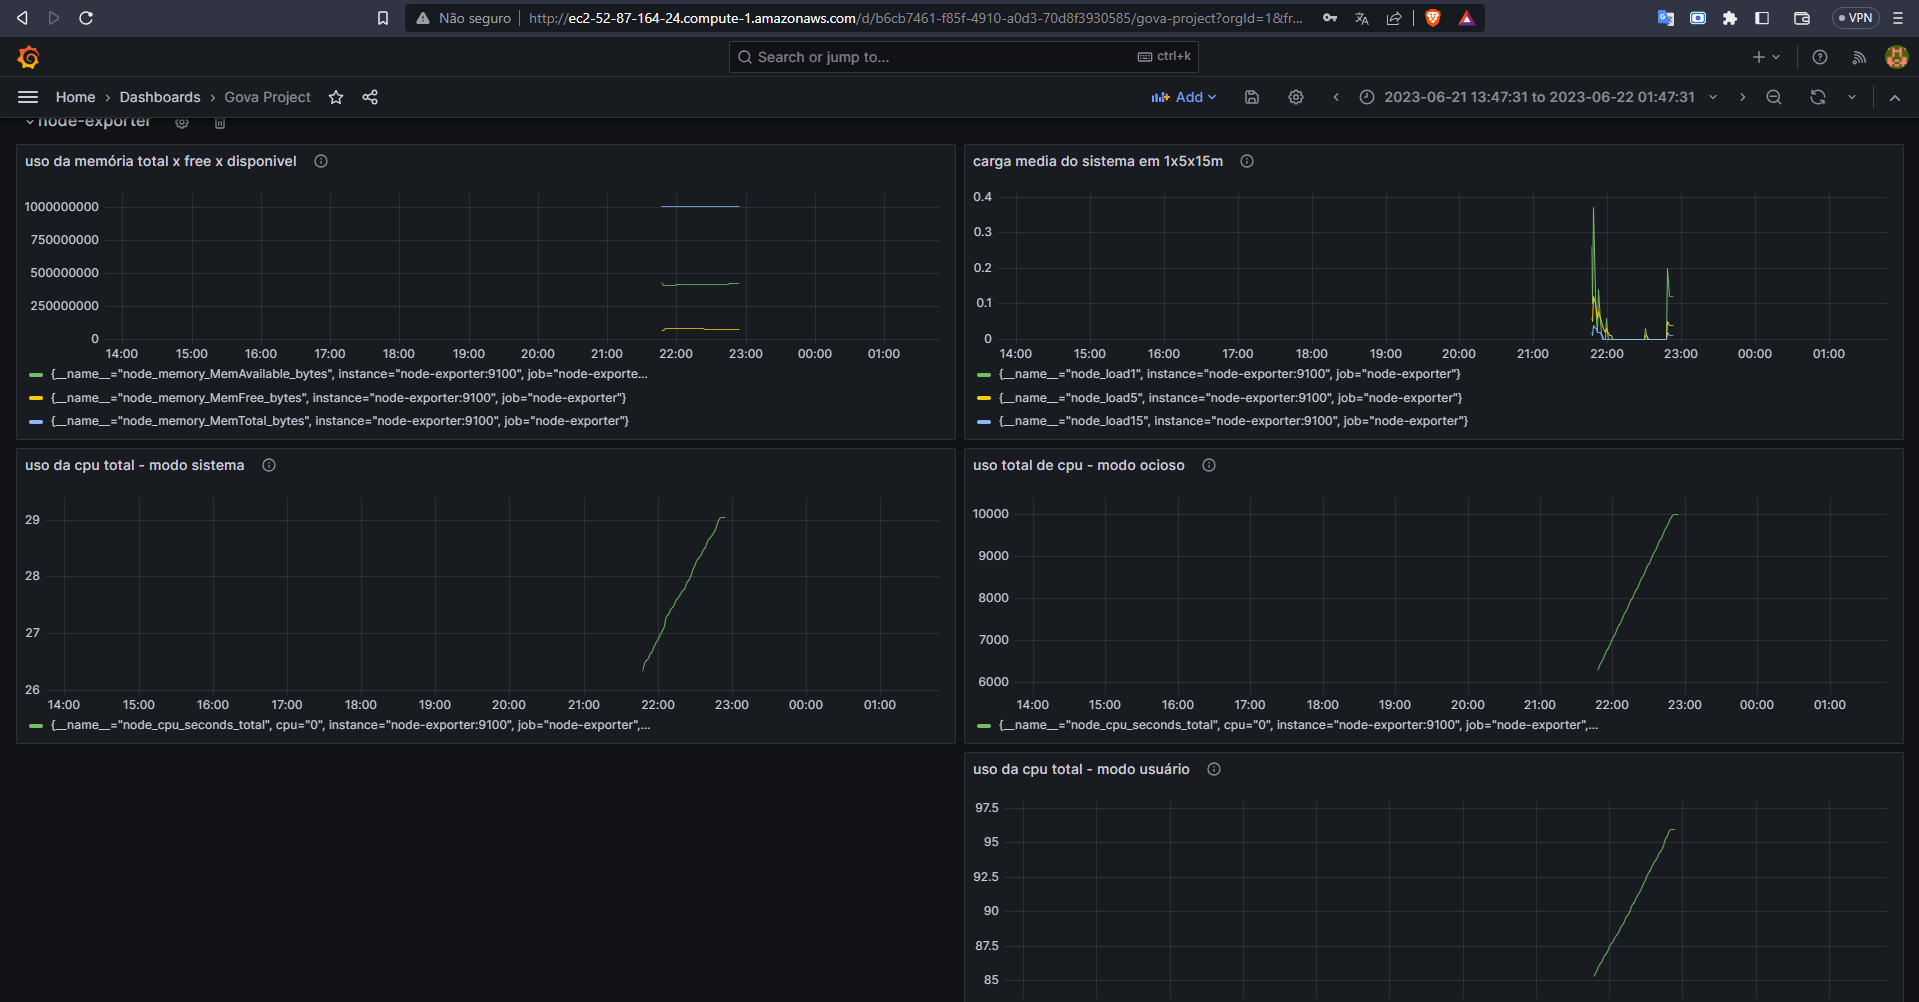 Não seguro
http://ec2-52-87-164-24.compute-1.amazonaws.com/d/b6cb7461-f85f-4910-a0d3-70d8f3930585/gova-project?orgId=1&fr...
VPN
Search or jump to...
ctrl+k
Home › Dashboards › Gova Project
Add
2023-06-21 13:47:31 to 2023-06-22 01:47:31
node-exporter
uso da memória total x free x disponivel
1000000000
750000000
500000000
250000000
0
14:00 15:00 16:00 17:00 18:00 19:00 20:00 21:00 22:00 23:00 00:00 01:00
{__name__="node_memory_MemAvailable_bytes", instance="node-exporter:9100", job="node-exporte...
{__name__="node_memory_MemFree_bytes", instance="node-exporter:9100", job="node-exporter"}
{__name__="node_memory_MemTotal_bytes", instance="node-exporter:9100", job="node-exporter"}
carga media do sistema em 1x5x15m
0.4
0.3
0.2
0.1
0
14:00 15:00 16:00 17:00 18:00 19:00 20:00 21:00 22:00 23:00 00:00 01:00
{__name__="node_load1", instance="node-exporter:9100", job="node-exporter"}
{__name__="node_load5", instance="node-exporter:9100", job="node-exporter"}
{__name__="node_load15", instance="node-exporter:9100", job="node-exporter"}
uso da cpu total - modo sistema
29
28
27
26
14:00 15:00 16:00 17:00 18:00 19:00 20:00 21:00 22:00 23:00 00:00 01:00
{__name__="node_cpu_seconds_total", cpu="0", instance="node-exporter:9100", job="node-exporter",...
uso total de cpu - modo ocioso
10000
9000
8000
7000
6000
14:00 15:00 16:00 17:00 18:00 19:00 20:00 21:00 22:00 23:00 00:00 01:00
{__name__="node_cpu_seconds_total", cpu="0", instance="node-exporter:9100", job="node-exporter",...
uso da cpu total - modo usuário
97.5
95
92.5
90
87.5
85